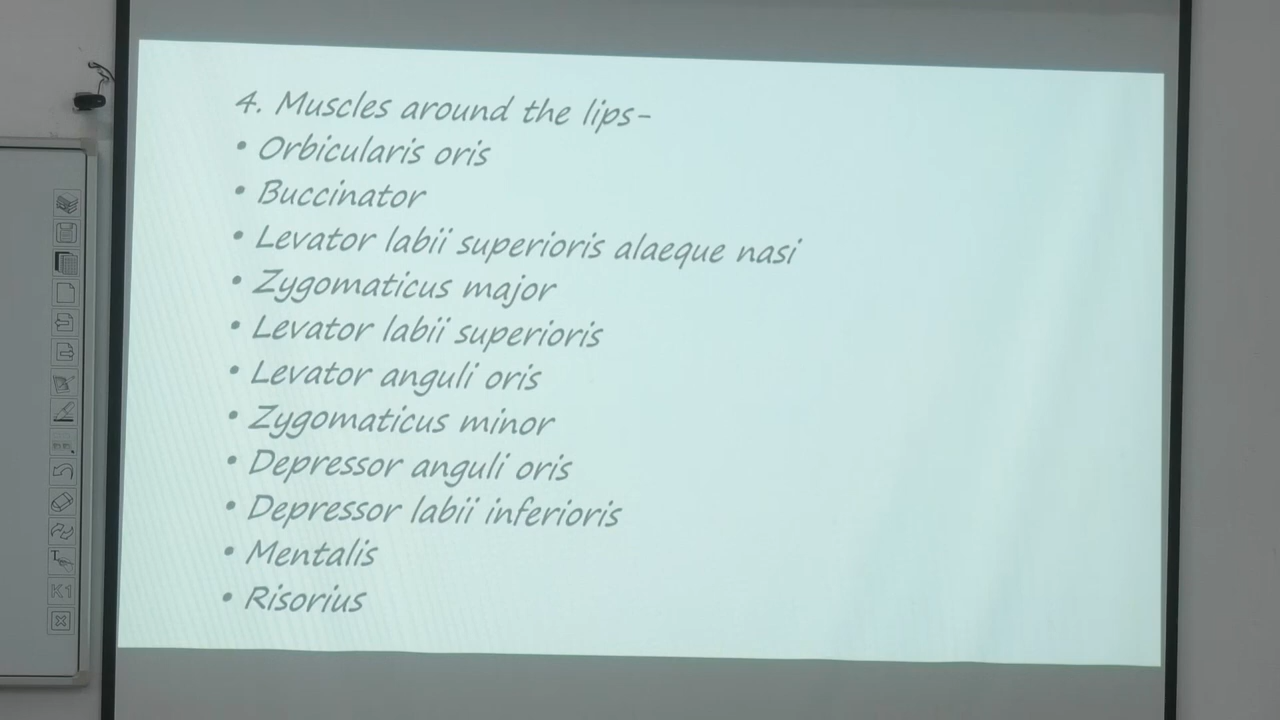 4. Muscles around the lips-
• Orbicularis oris
• Buccinator
• Levator labii superioris alaeque nasi
• Zygomaticus major
• Levator labii superioris
• Levator anguli oris
• Zygomaticus minor
• Depressor anguli oris
• Depressor labii inferioris
• Mentalis
• Risorius
K1